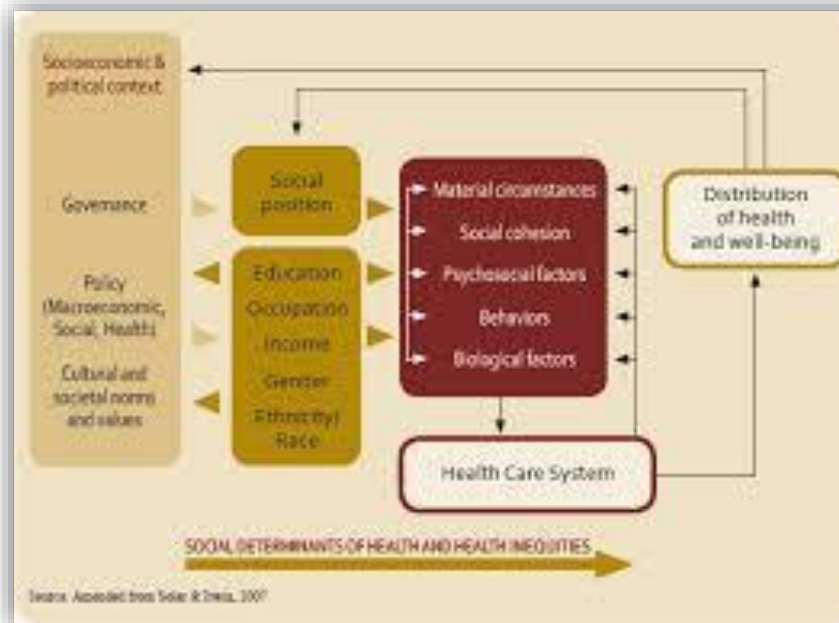 Socioeconomic &
political context
Governance
Policy
(Macroeconomic,
Social, Health)
Cultural and
societal norms
and values
Social
position
Education
Occupation
Income
Gender
Ethnicity/
Race
Material circumstances
Social cohesion
Psychosocial factors
Behaviors
Biological factors
Distribution
of health
and well-being
Health Care System
SOCIAL DETERMINANTS OF HEALTH AND HEALTH INEQUITIES
Source: Amended from Solar & Irwin, 2007